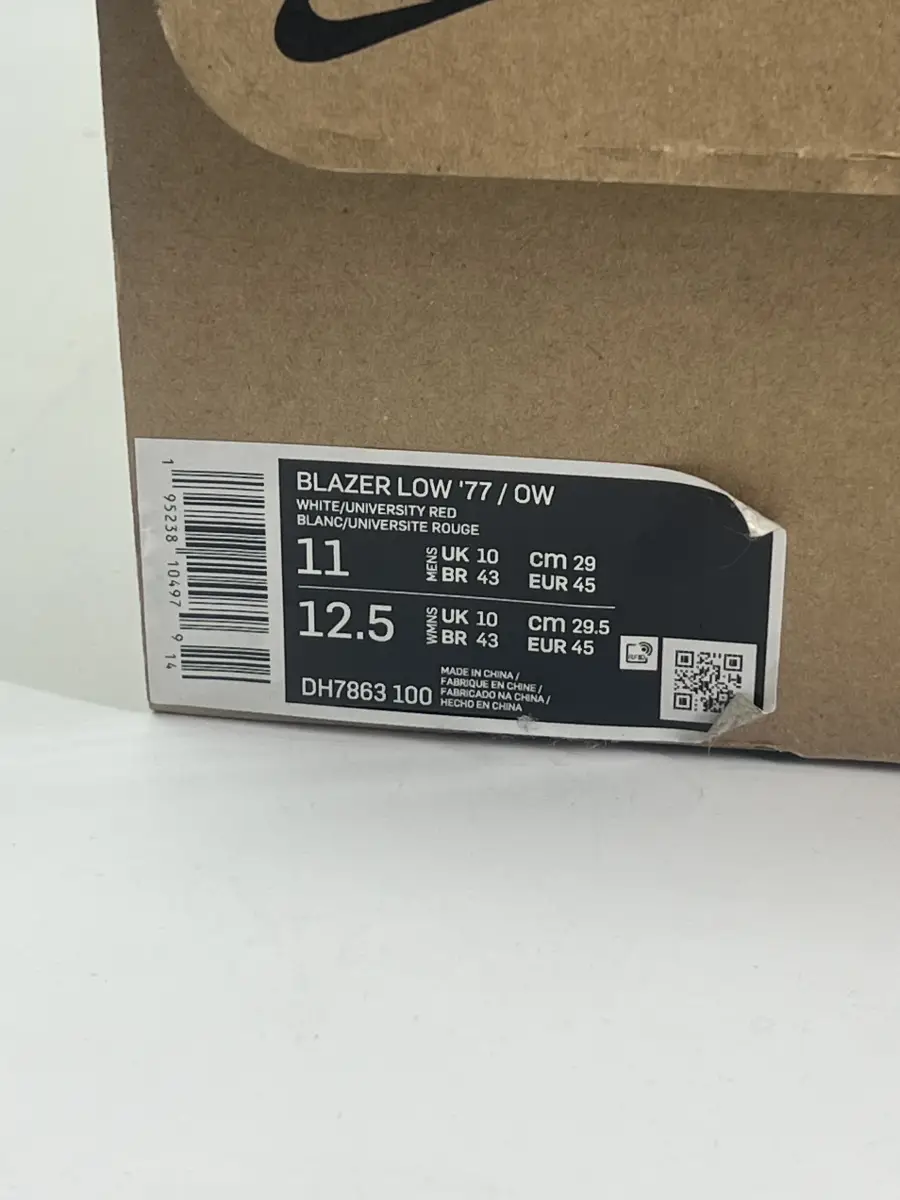 BLAZER LOW '77 / OW
WHITE/UNIVERSITY RED
BLANC/UNIVERSITE ROUGE
11 MENS UK 10 cm 29
BR 43 EUR 45
12.5 WMNS UK 10 cm 29.5
BR 43 EUR 45
DH7863 100
MADE IN CHINA /
FABRIQUE EN CHINE /
FABRICADO NA CHINA /
HECHO EN CHINA
1 95238 10497 9 14